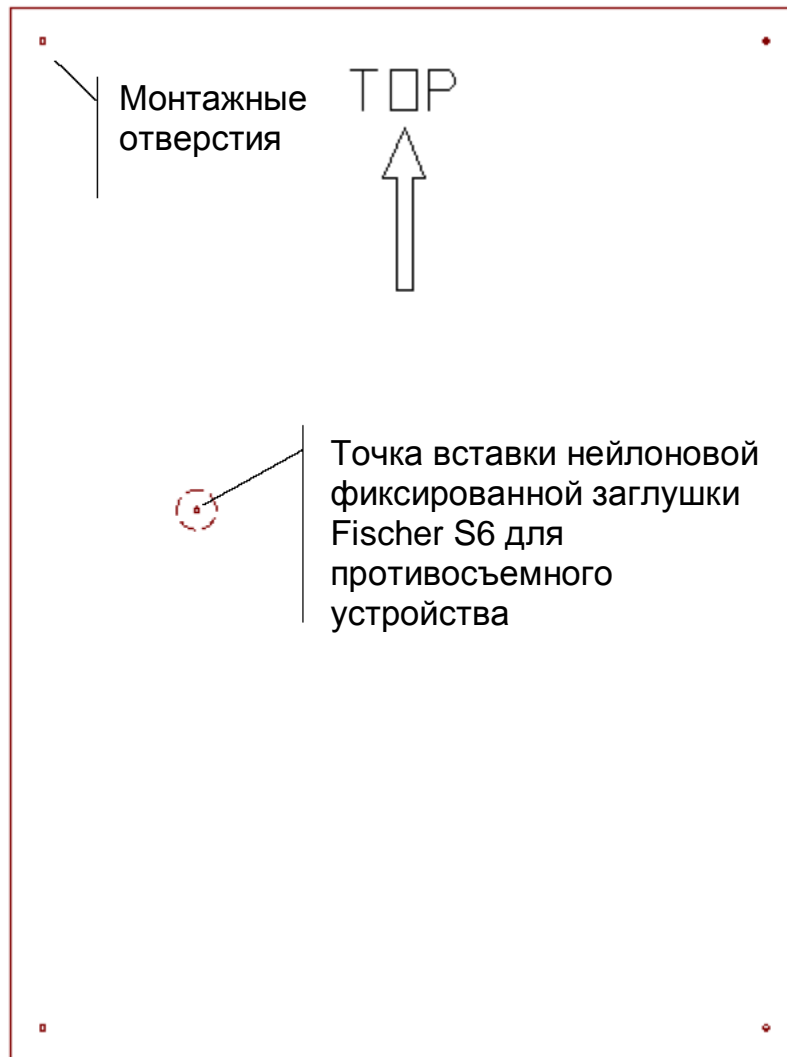 TOP
Монтажные
отверстия
Точка вставки нейлоновой
фиксированной заглушки
Fischer S6 для
противосъемного
устройства